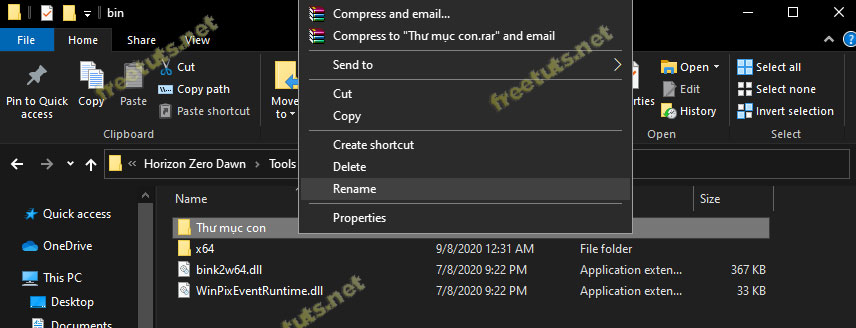 bin
Compress and email...
Compress to "Thư mục con.rar" and email
Send to
Cut
Copy
Create shortcut
Delete
Rename
Properties
File
Home
Share
View
Pin to Quick access
Copy
Paste
Cut
Copy path
Paste shortcut
Clipboard
Move to
Edit
History
Open
Select all
Select none
Invert selection
Select
Horizon Zero Dawn
Tools
Name
Size
Quick access
OneDrive
This PC
Desktop
Documents
Thư mục con
x64 9/8/2020 12:31 AM File folder
bink2w64.dll 7/8/2020 9:22 PM Application exten... 367 KB
WinPixEventRuntime.dll 7/8/2020 9:22 PM Application exten... 33 KB
freetuts.net
freetuts.net
freetuts.net